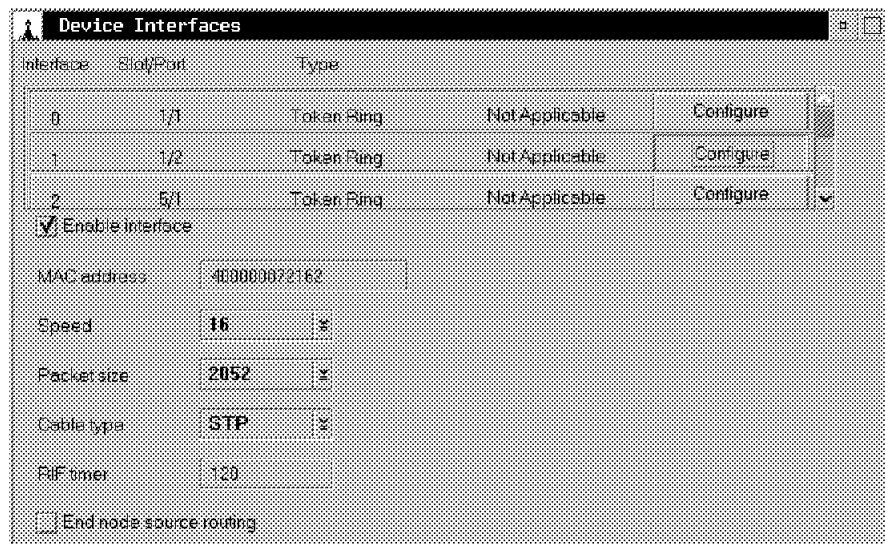 Device Interfaces
Interface Slot/Port Type
0 1/1 Token Ring Not Applicable Configure
1 1/2 Token Ring Not Applicable Configure
2 5/1 Token Ring Not Applicable Configure
Enable interface
MAC address 400000022162
Speed 16
Packet size 2052
Cable type STP
RIF timer 120
End node source routing